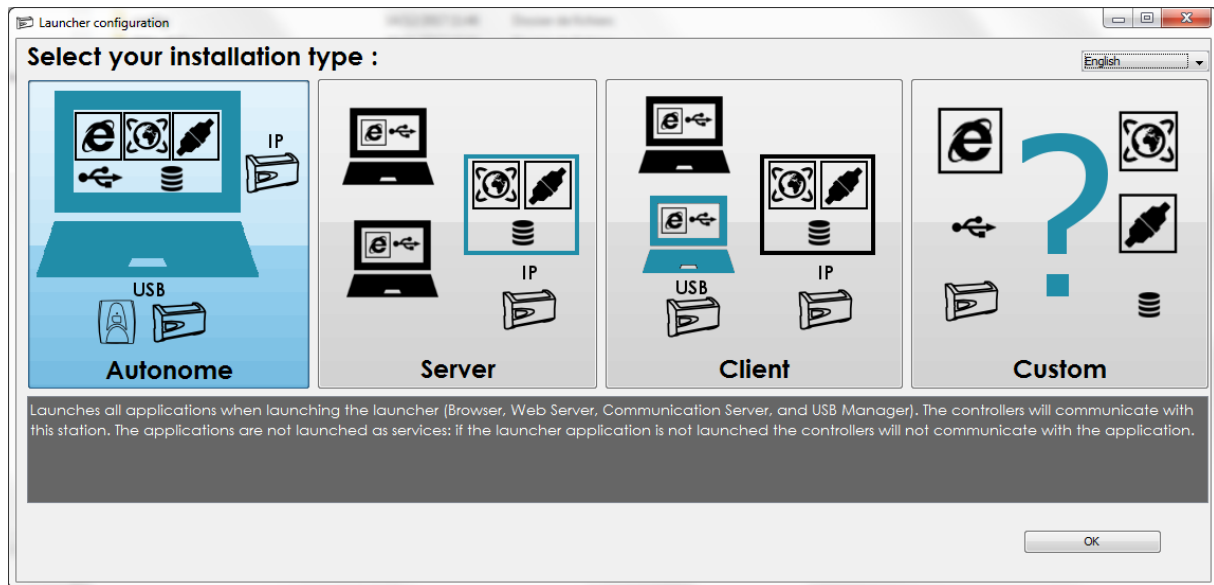 Launcher configuration
Select your installation type :
English
IP
USB
Autonome
IP
Server
USB
IP
Client
?
Custom
Launches all applications when launching the launcher (Browser, Web Server, Communication Server, and USB Manager). The controllers will communicate with
this station. The applications are not launched as services: if the launcher application is not launched the controllers will not communicate with the application.
OK